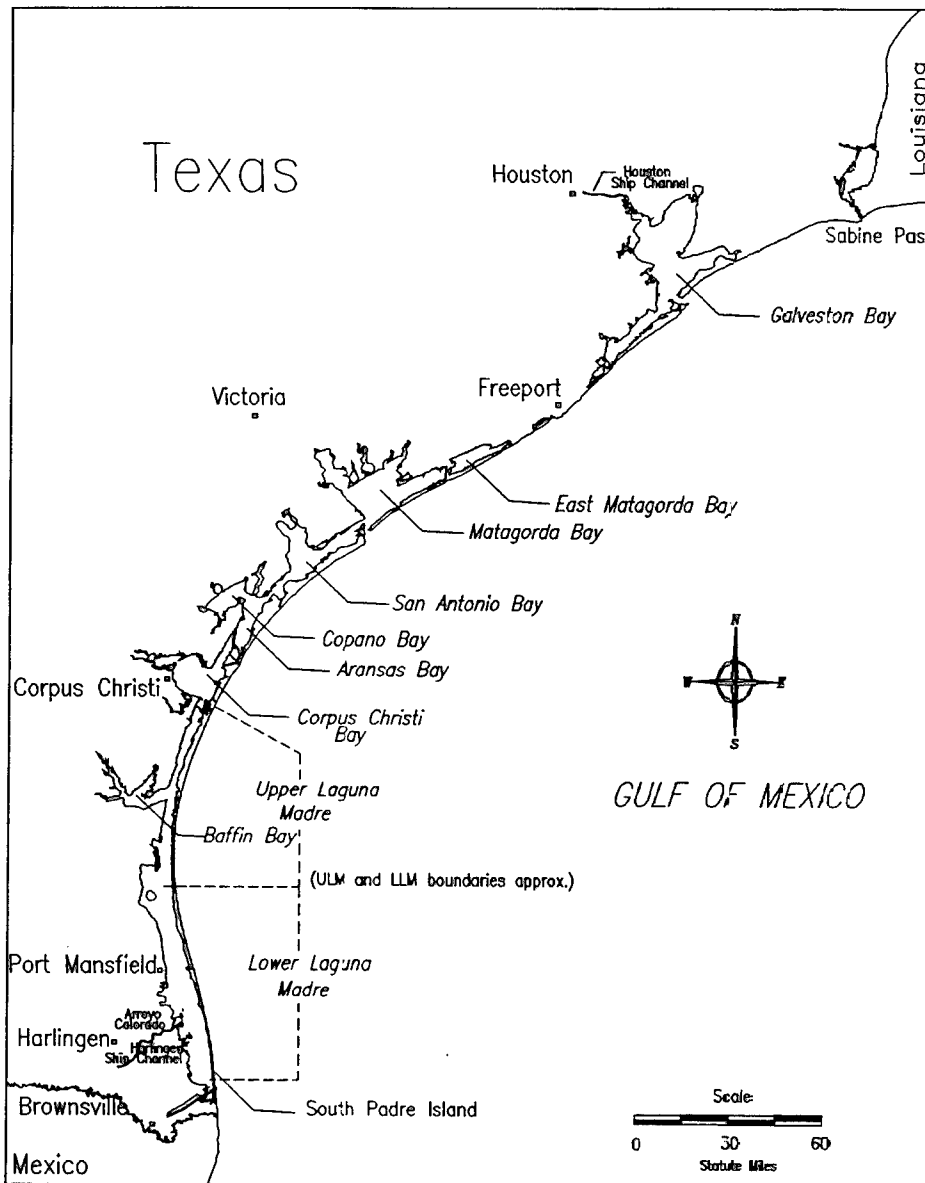 Louisiana
Texas
Houston
Houston
Ship Channel
Sabine Pas
Galveston Bay
Victoria
Freeport
East Matagorda Bay
Matagorda Bay
San Antonio Bay
Copano Bay
Aransas Bay
Corpus Christi
Corpus Christi
Bay
N
W
E
S
GULF OF MEXICO
Upper Laguna
Madre
Baffin Bay
(ULM and LLM boundaries approx.)
Port Mansfield
Lower Laguna
Madre
Arroyo
Colorado
Harlingen
Harlingen
Ship Channel
Brownsville
South Padre Island
Mexico
Scale:
0 30 60
Statute Miles